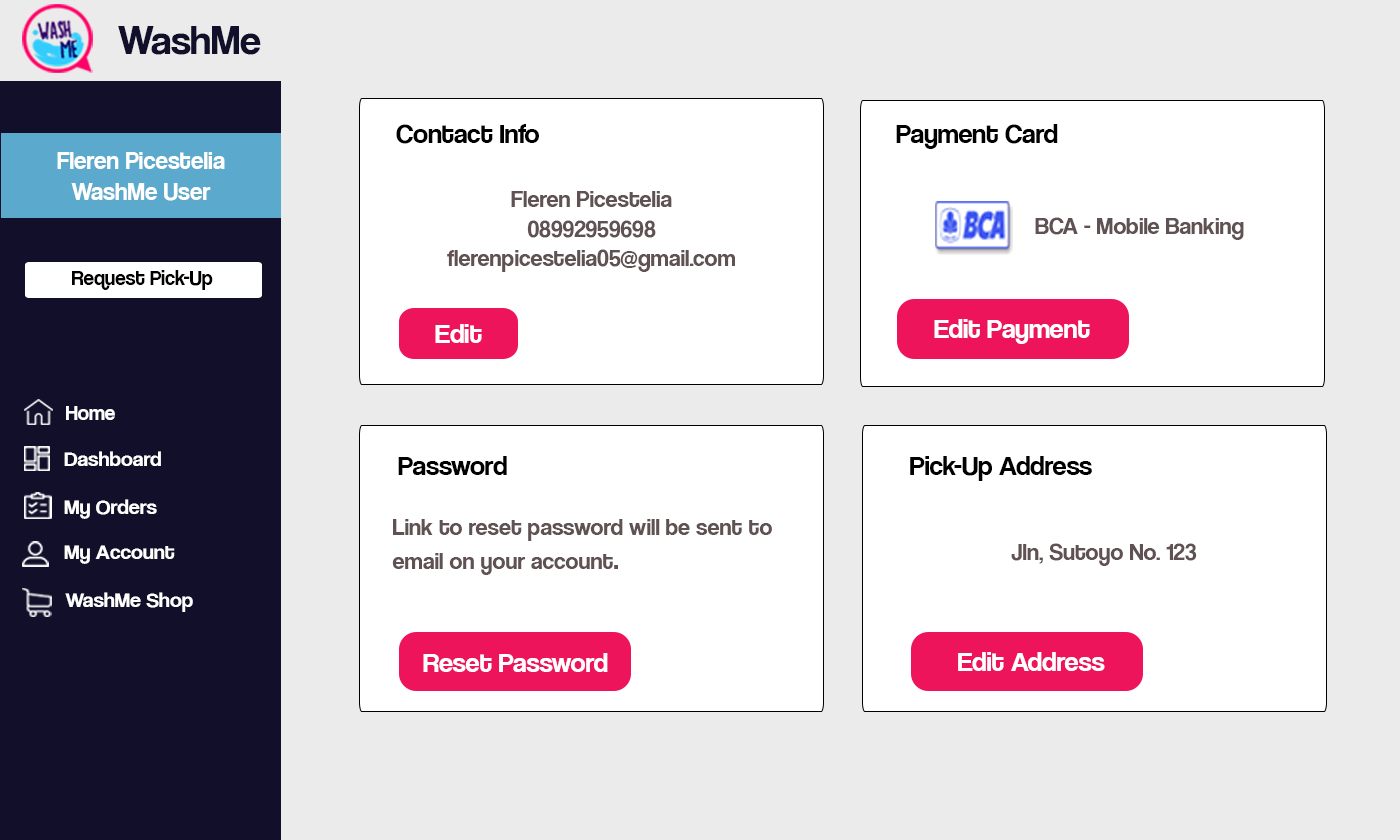 WASH
ME
WashMe
Fleren Picestelia
WashMe User
Request Pick-Up
Home
Dashboard
My Orders
My Account
WashMe Shop
Contact Info
Fleren Picestelia
08992959698
flerenpicestelia05@gmail.com
Edit
Payment Card
BCA
BCA - Mobile Banking
Edit Payment
Password
Link to reset password will be sent to
email on your account.
Reset Password
Pick-Up Address
Jln, Sutoyo No. 123
Edit Address